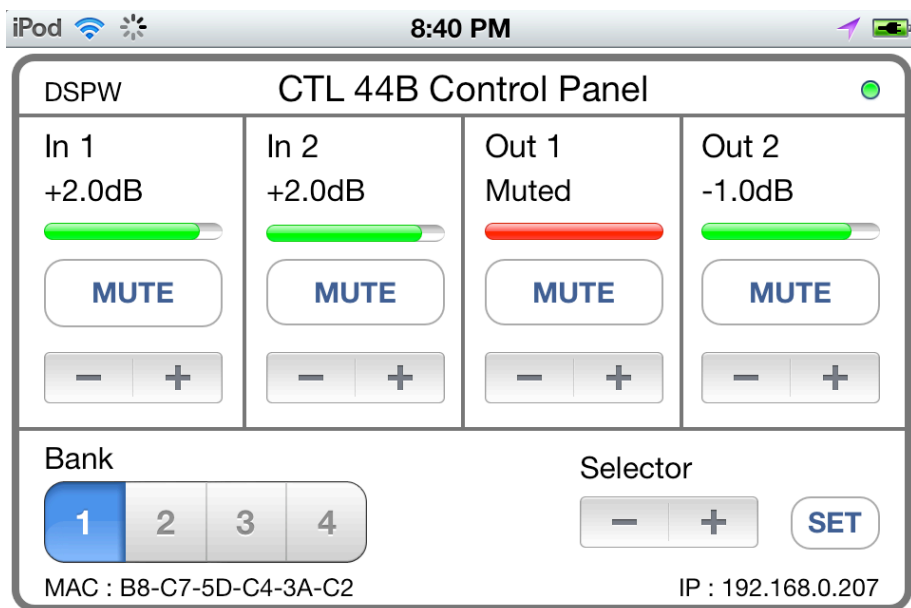 iPod 8:40 PM
DSPW CTL 44B Control Panel
In 1 In 2 Out 1 Out 2
+2.0dB +2.0dB Muted -1.0dB
MUTE MUTE MUTE MUTE
− + − + − + − +
Bank Selector
1 2 3 4 − + SET
MAC : B8-C7-5D-C4-3A-C2 IP : 192.168.0.207